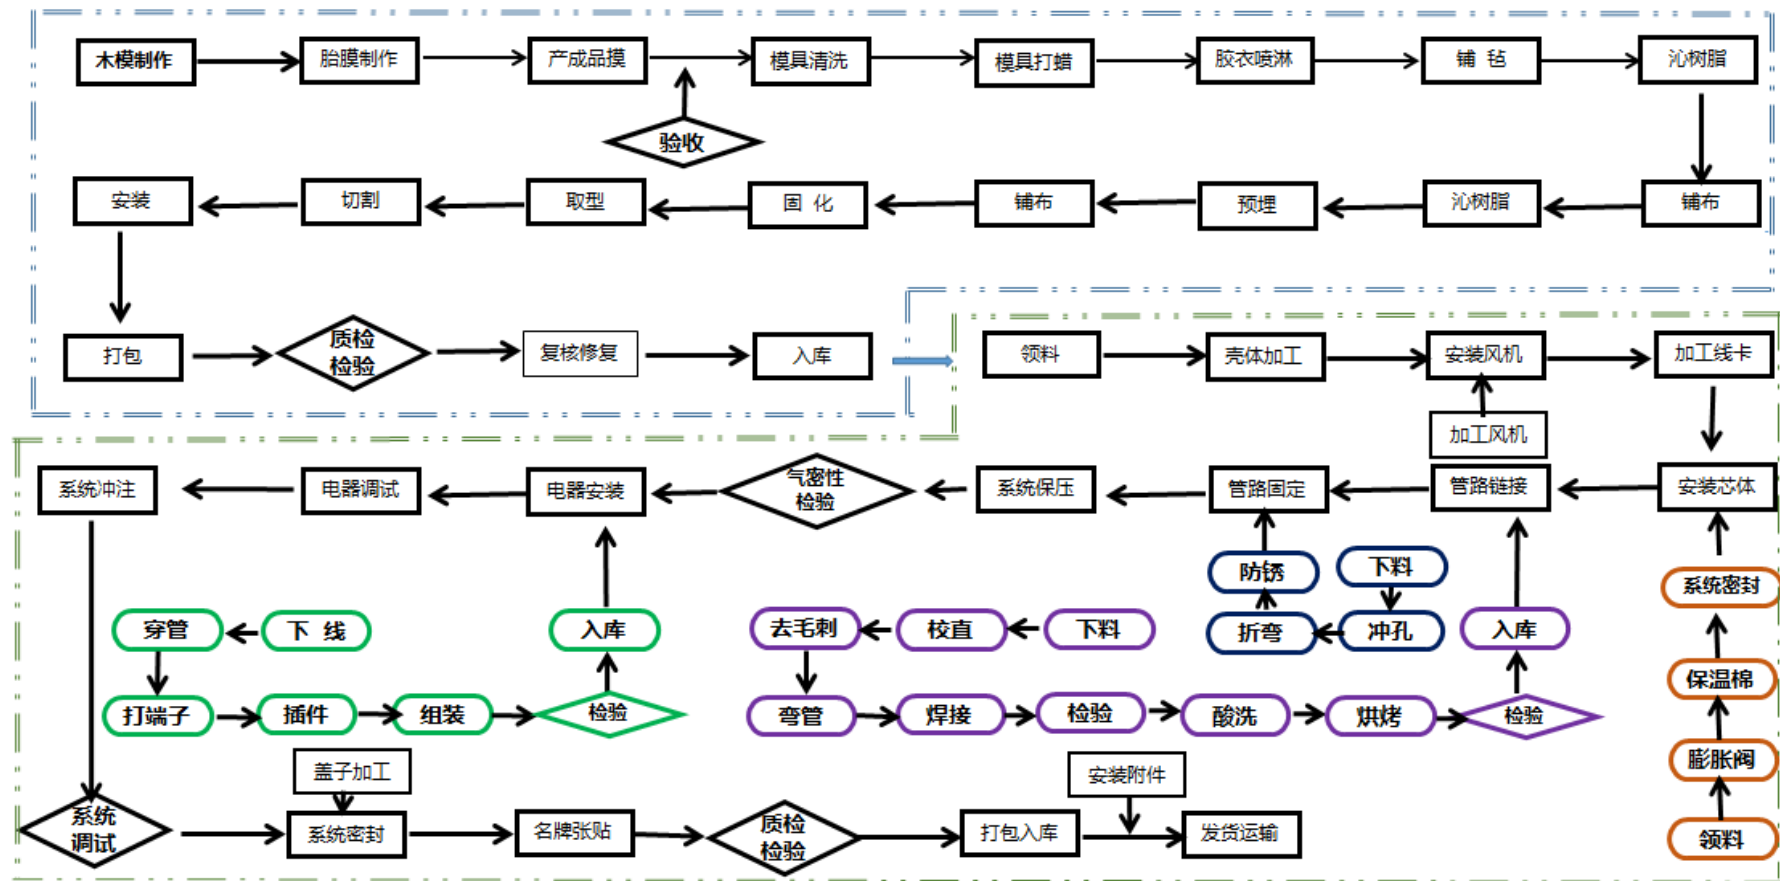 木模制作
胎膜制作
产成品摸
模具清洗
模具打蜡
胶衣喷淋
铺 毡
沁树脂
验收
安装
切割
取型
固 化
铺布
预埋
沁树脂
铺布
打包
质检
检验
复核修复
入库
领料
壳体加工
安装风机
加工线卡
加工风机
系统冲注
电器调试
电器安装
气密性
检验
系统保压
管路固定
管路链接
安装芯体
防锈
下料
系统密封
穿管
下 线
入库
去毛刺
校直
下料
折弯
冲孔
入库
保温棉
打端子
插件
组装
检验
弯管
焊接
检验
酸洗
烘烤
检验
膨胀阀
盖子加工
安装附件
系统
调试
系统密封
名牌张贴
质检
检验
打包入库
发货运输
领料